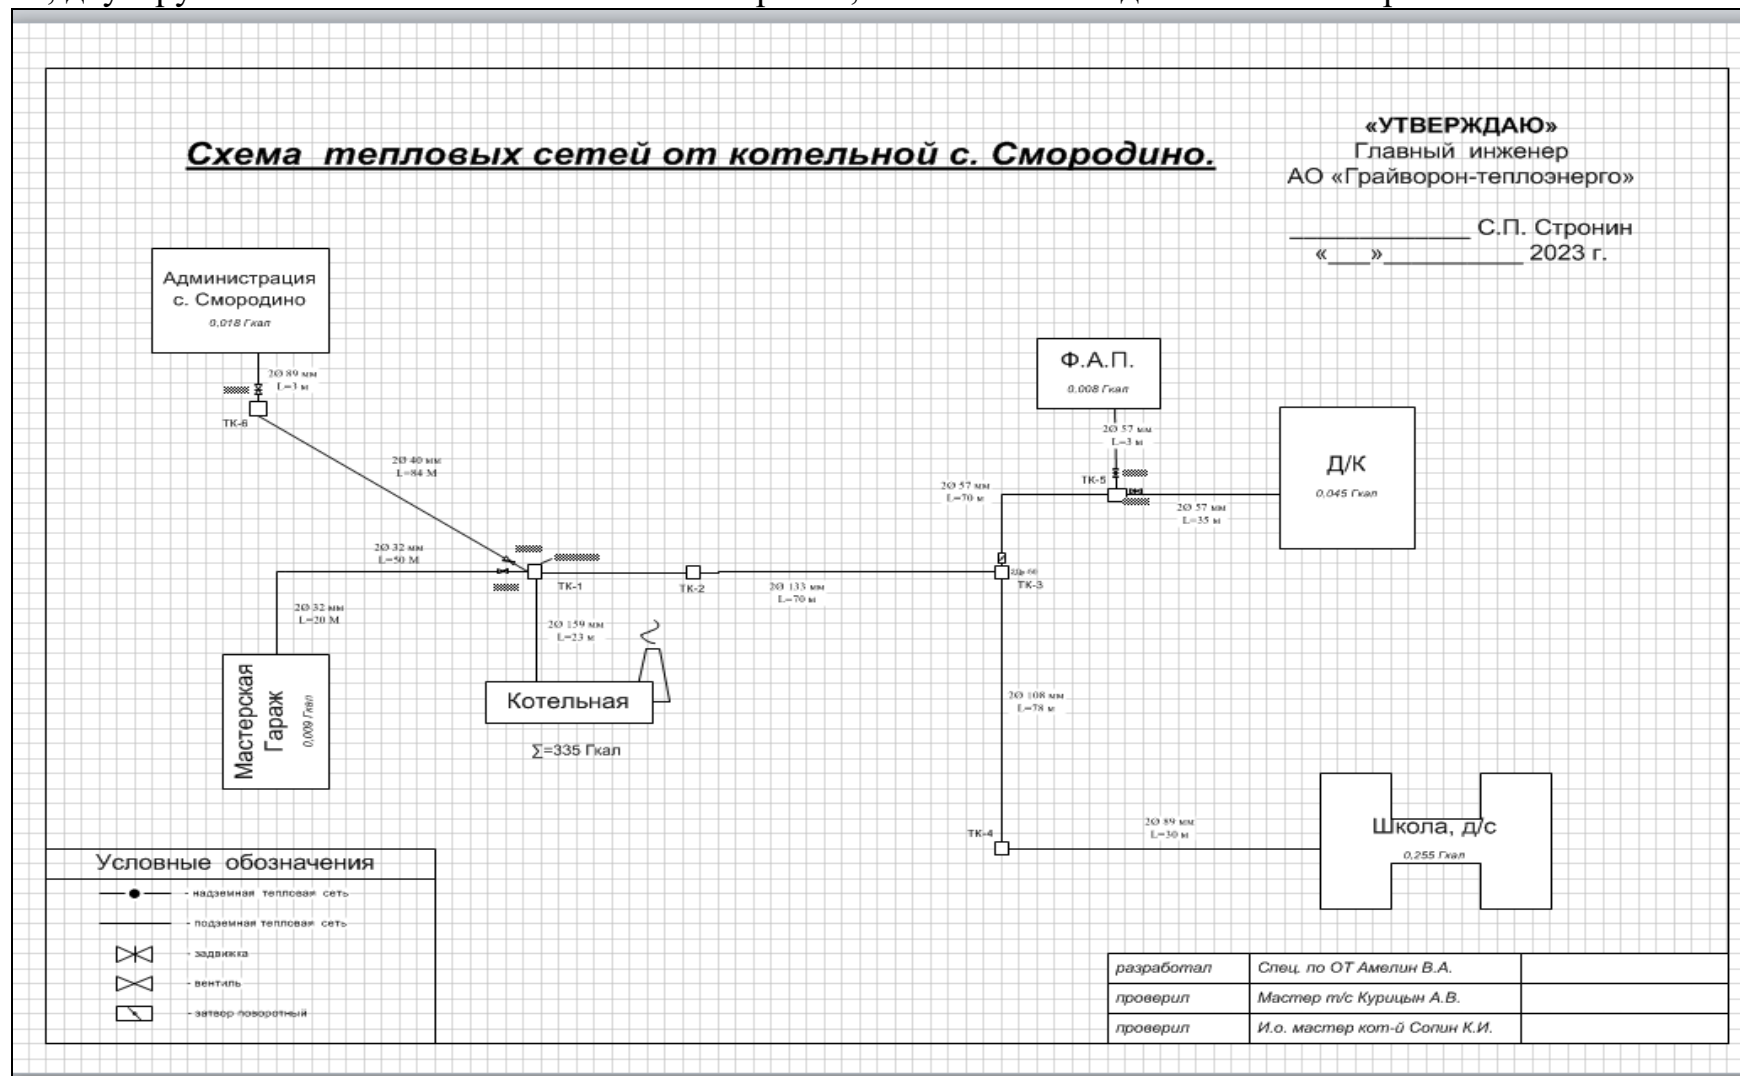 Схема тепловых сетей от котельной с. Смородино.
«УТВЕРЖДАЮ»
Главный инженер
АО «Грайворон-теплоэнерго»
_______________ С.П. Стронин
«____»_____________ 2023 г.
Администрация
с. Смородино
0,018 Гкал
2Ø 89 мм
L=3 м
ТК-6
2Ø 40 мм
L=84 М
Ф.А.П.
0,008 Гкал
2Ø 57 мм
L=3 м
ТК-5
Д/К
0,045 Гкал
2Ø 57 мм
L=70 м
2Ø 57 мм
L=35 м
2Ø 32 мм
L=50 М
ТК-1
ТК-2
2Ø 133 мм
L=70 м
ТК-3
2Ø 32 мм
L=20 М
2Ø 159 мм
L=23 м
Мастерская
Гараж
0,009 Гкал
Котельная
∑=335 Гкал
2Ø 108 мм
L=78 м
ТК-4
2Ø 89 мм
L=30 м
Школа, д/с
0,255 Гкал
Условные обозначения
- надземная тепловая сеть
- подземная тепловая сеть
- задвижка
- вентиль
- затвор поворотный
разработал Спец. по ОТ Амелин В.А.
проверил Мастер т/с Курицын А.В.
проверил И.о. мастер кот-й Сопин К.И.